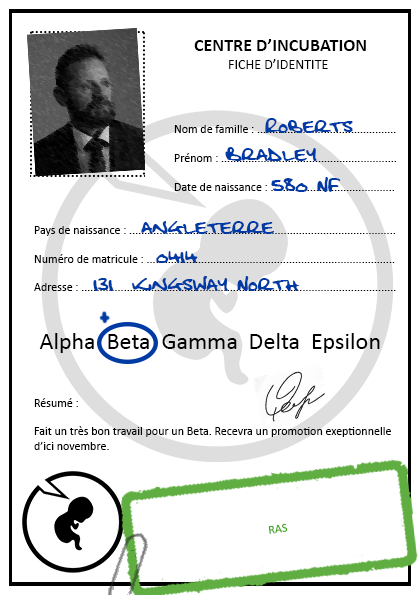 CENTRE D'INCUBATION
FICHE D'IDENTITE
Nom de famille : ROBERTS
Prénom : BRADLEY
Date de naissance : 580 NF
Pays de naissance : ANGLETERRE
Numéro de matricule : 0414
Adresse : 131 KINGSWAY NORTH
+
Alpha Beta Gamma Delta Epsilon
Résumé :
Fait un très bon travail pour un Beta. Recevra un promotion exeptionnelle
d'ici novembre.
RAS